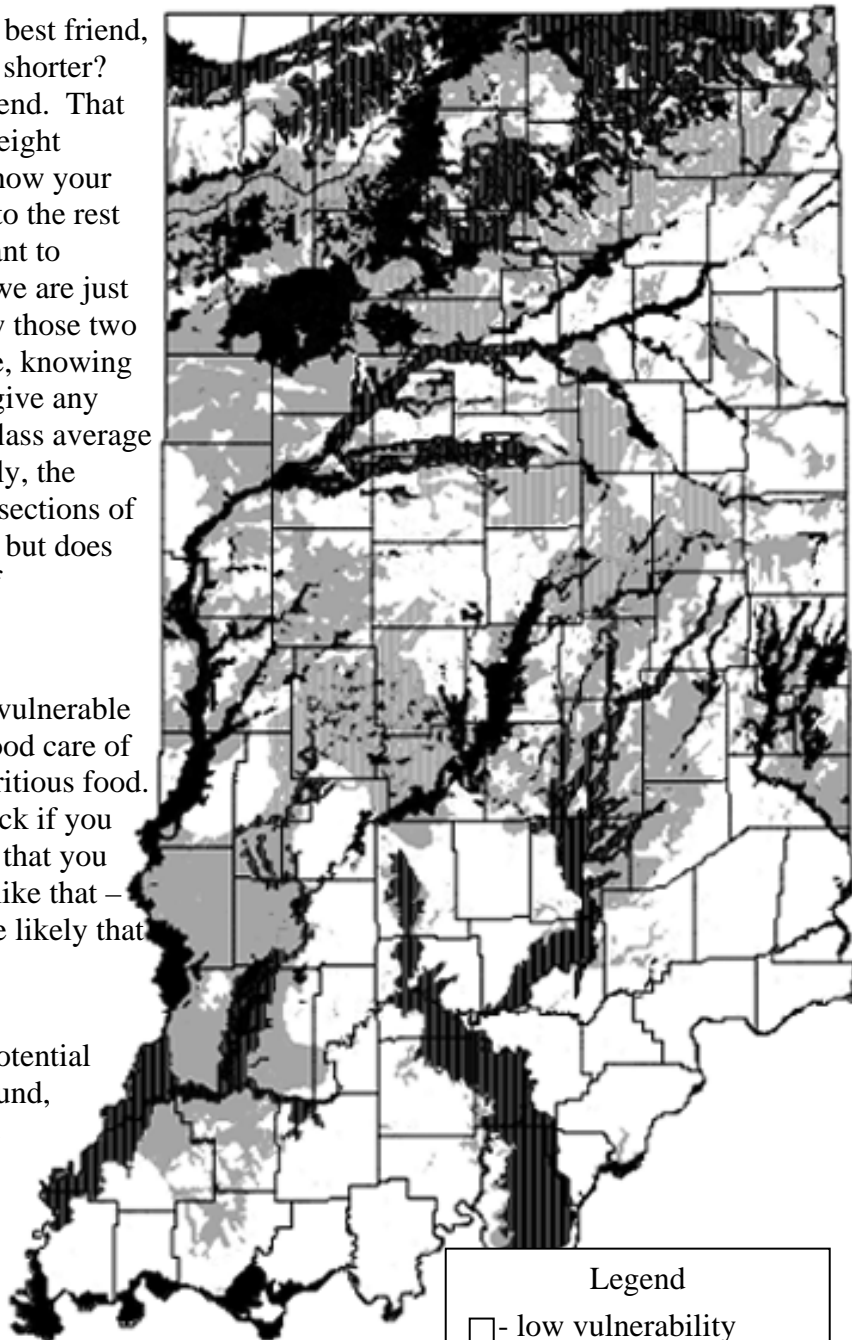 best friend,
shorter?
end. That
eight
now your
to the rest
ant to
we are just
y those two
e, knowing
give any
lass average
ly, the
sections of
but does
vulnerable
ood care of
ritious food.
ck if you
that you
like that –
e likely that
otential
und,
Legend
- low vulnerability